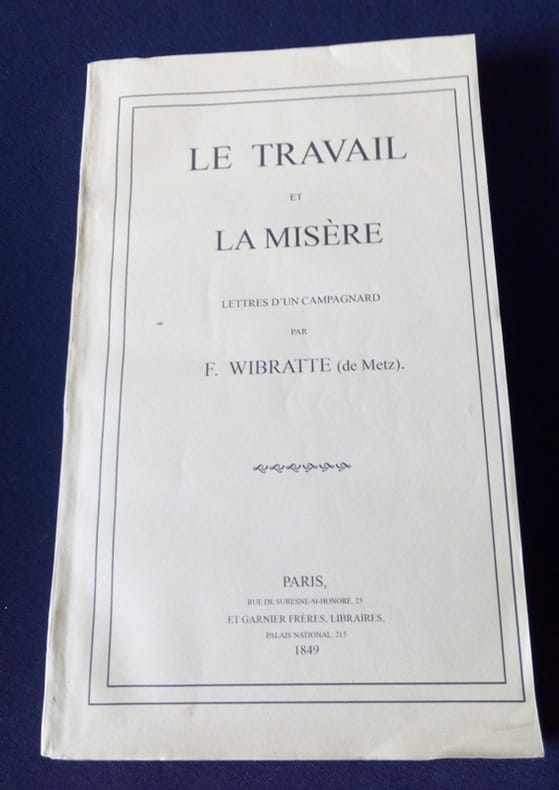 LE TRAVAIL
ET
LA MISÈRE
LETTRES D'UN CAMPAGNARD
PAR
F. WIBRATTE (de Metz).
PARIS,
RUE DE SURESNE-St-HONORÉ, 25
ET GARNIER FRÈRES, LIBRAIRES,
PALAIS NATIONAL, 215
1849